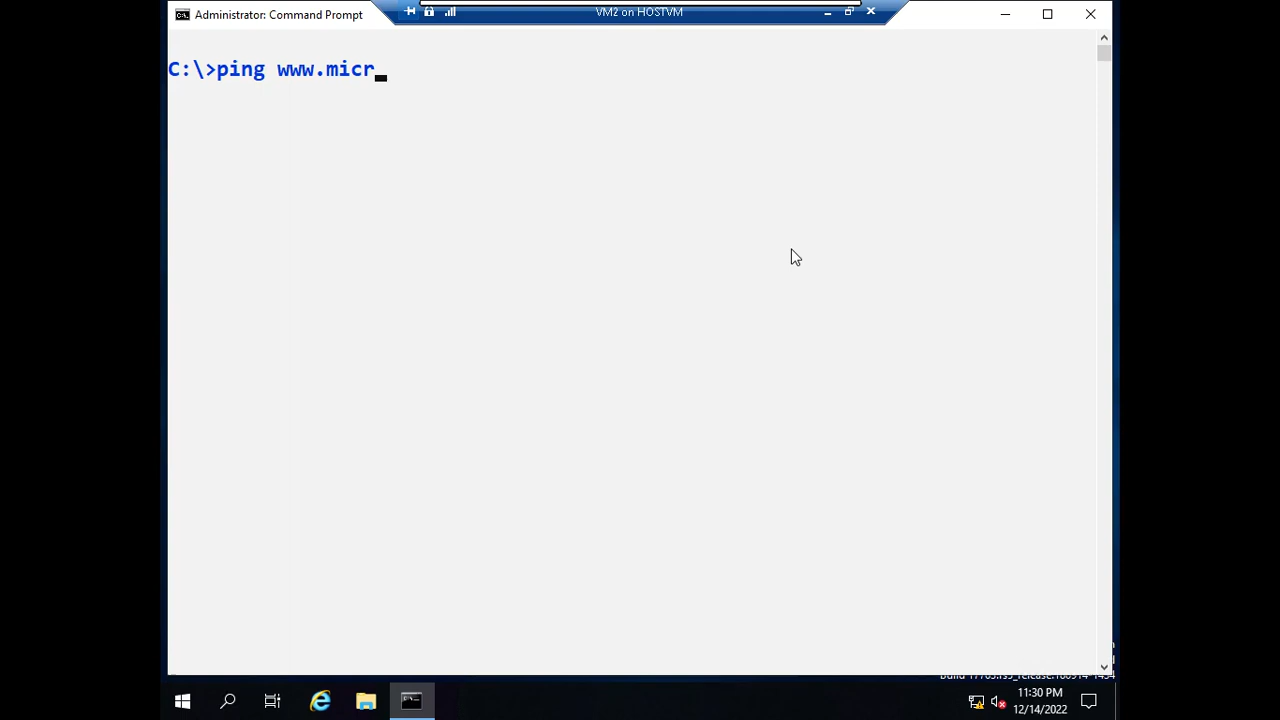 Administrator: Command Prompt
VM2 on HOSTVM
C:\>ping www.micr
11:30 PM
12/14/2022